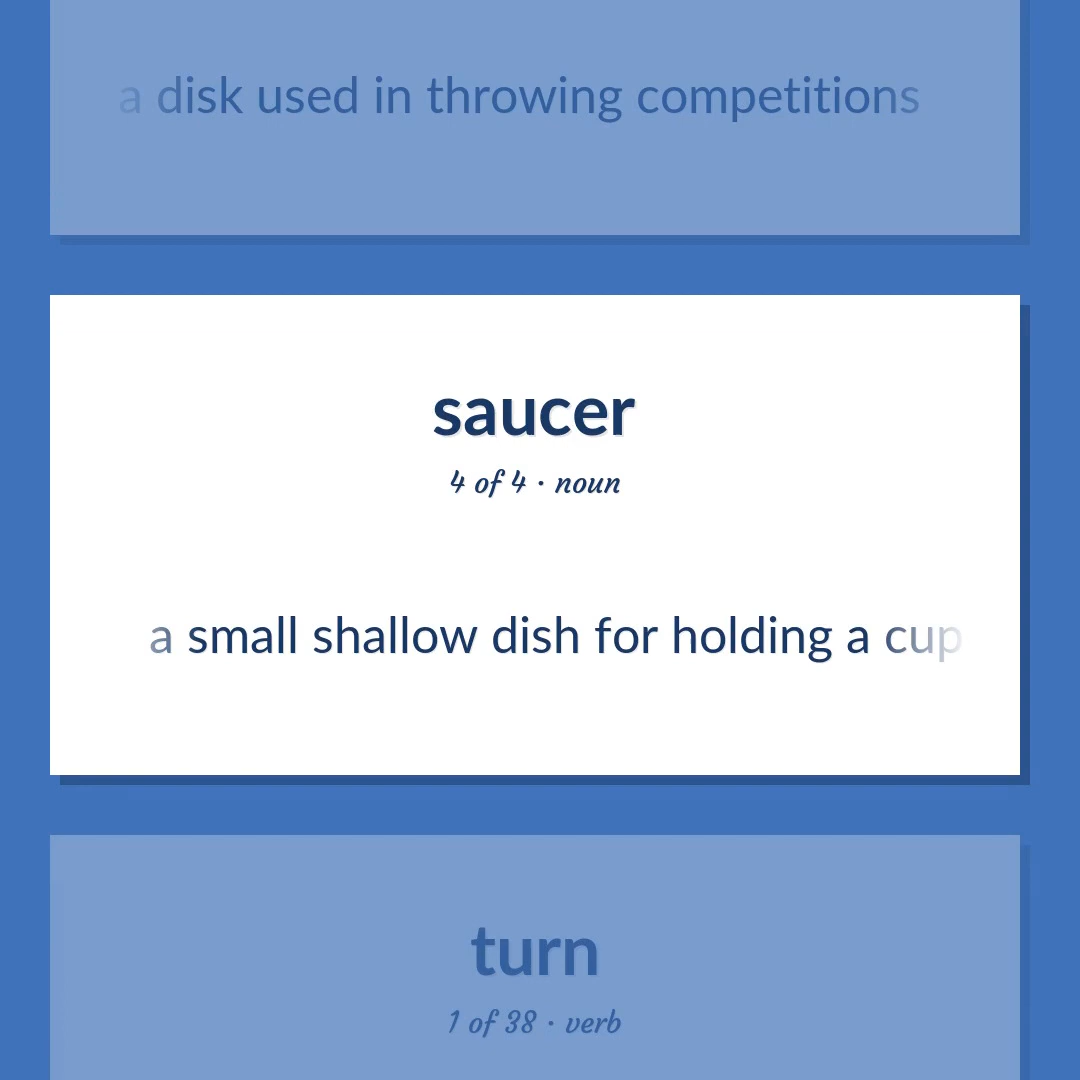 a disk used in throwing competitions
saucer
4 of 4 · noun
a small shallow dish for holding a cup
turn
1 of 38 · verb